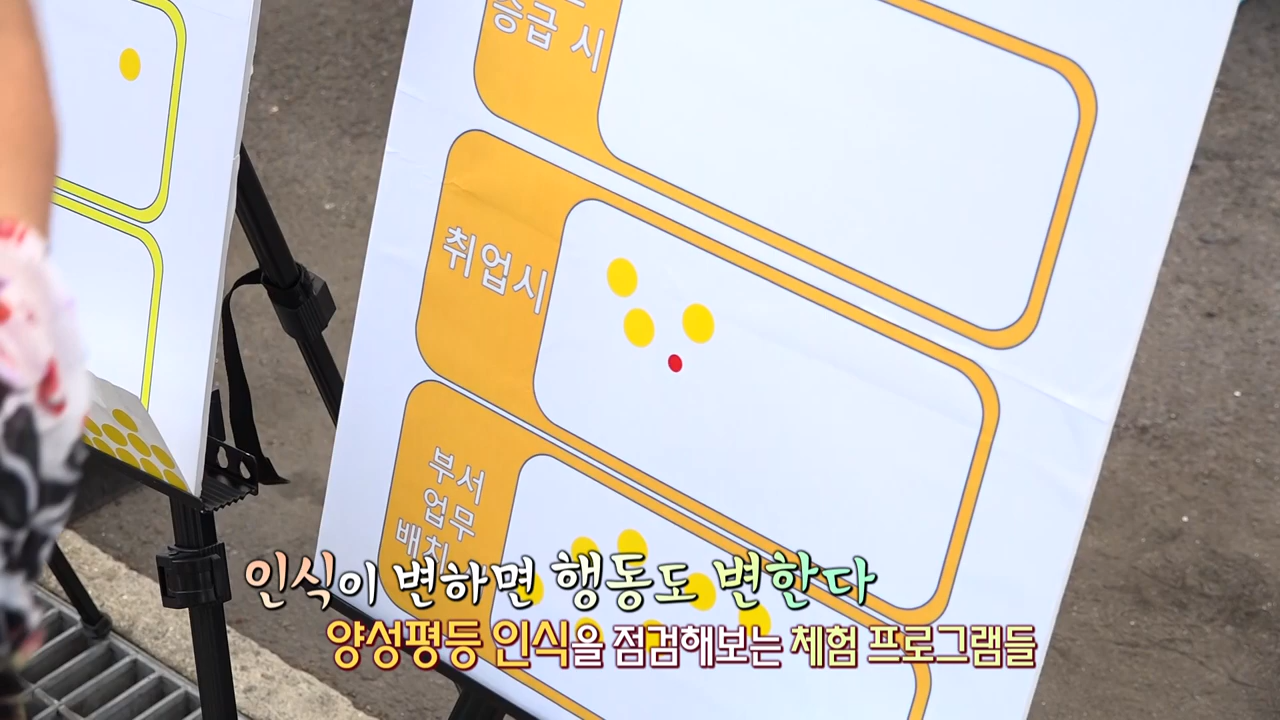 승급 시
취업시
부서
업무
배치
인식이 변하면 행동도 변한다
양성평등 인식을 점검해보는 체험 프로그램들